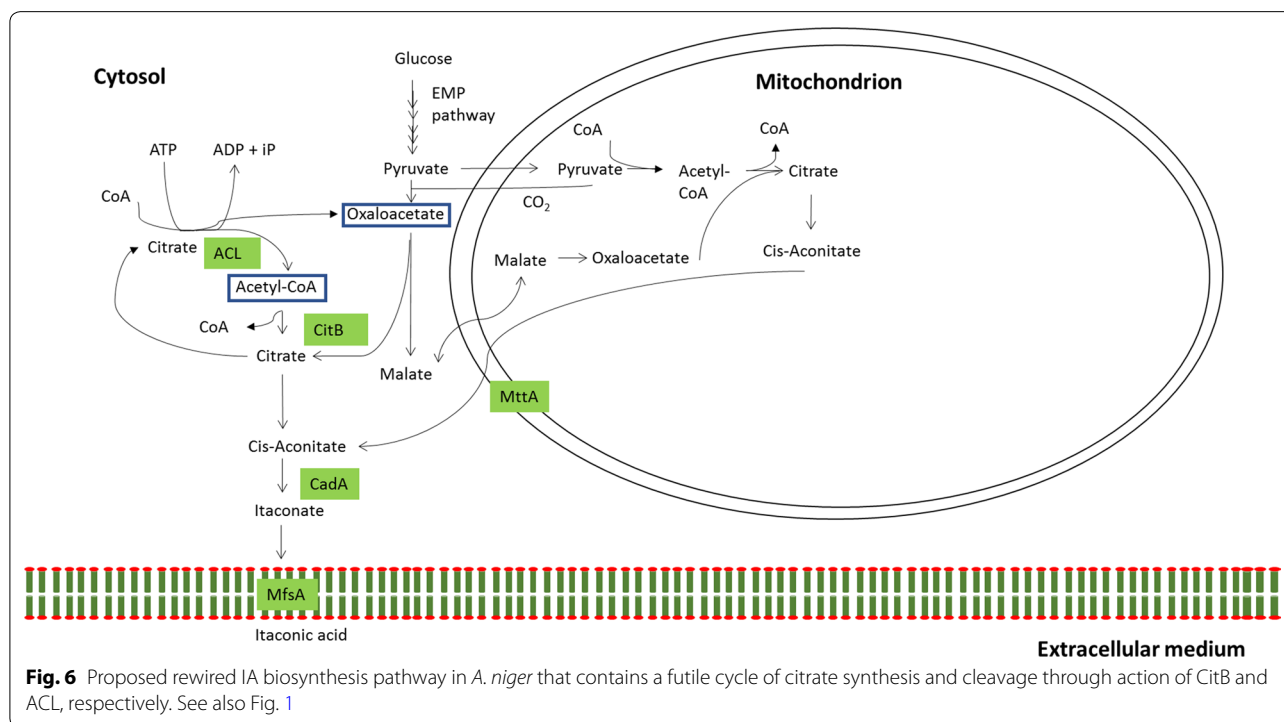 Glucose
Cytosol
EMP
pathway
Mitochondrion
CoA
CoA
ATP
ADP + iP
Pyruvate
Pyruvate
Acetyl-
CoA
Citrate
CoA
CO2
Oxaloacetate
Citrate
ACL
Cis-Aconitate
Malate
Oxaloacetate
Acetyl-CoA
CoA
CitB
Citrate
Malate
MttA
Cis-Aconitate
CadA
Itaconate
MfsA
Itaconic acid
Extracellular medium
Fig. 6 Proposed rewired IA biosynthesis pathway in A. niger that contains a futile cycle of citrate synthesis and cleavage through action of CitB and
ACL, respectively. See also Fig. 1